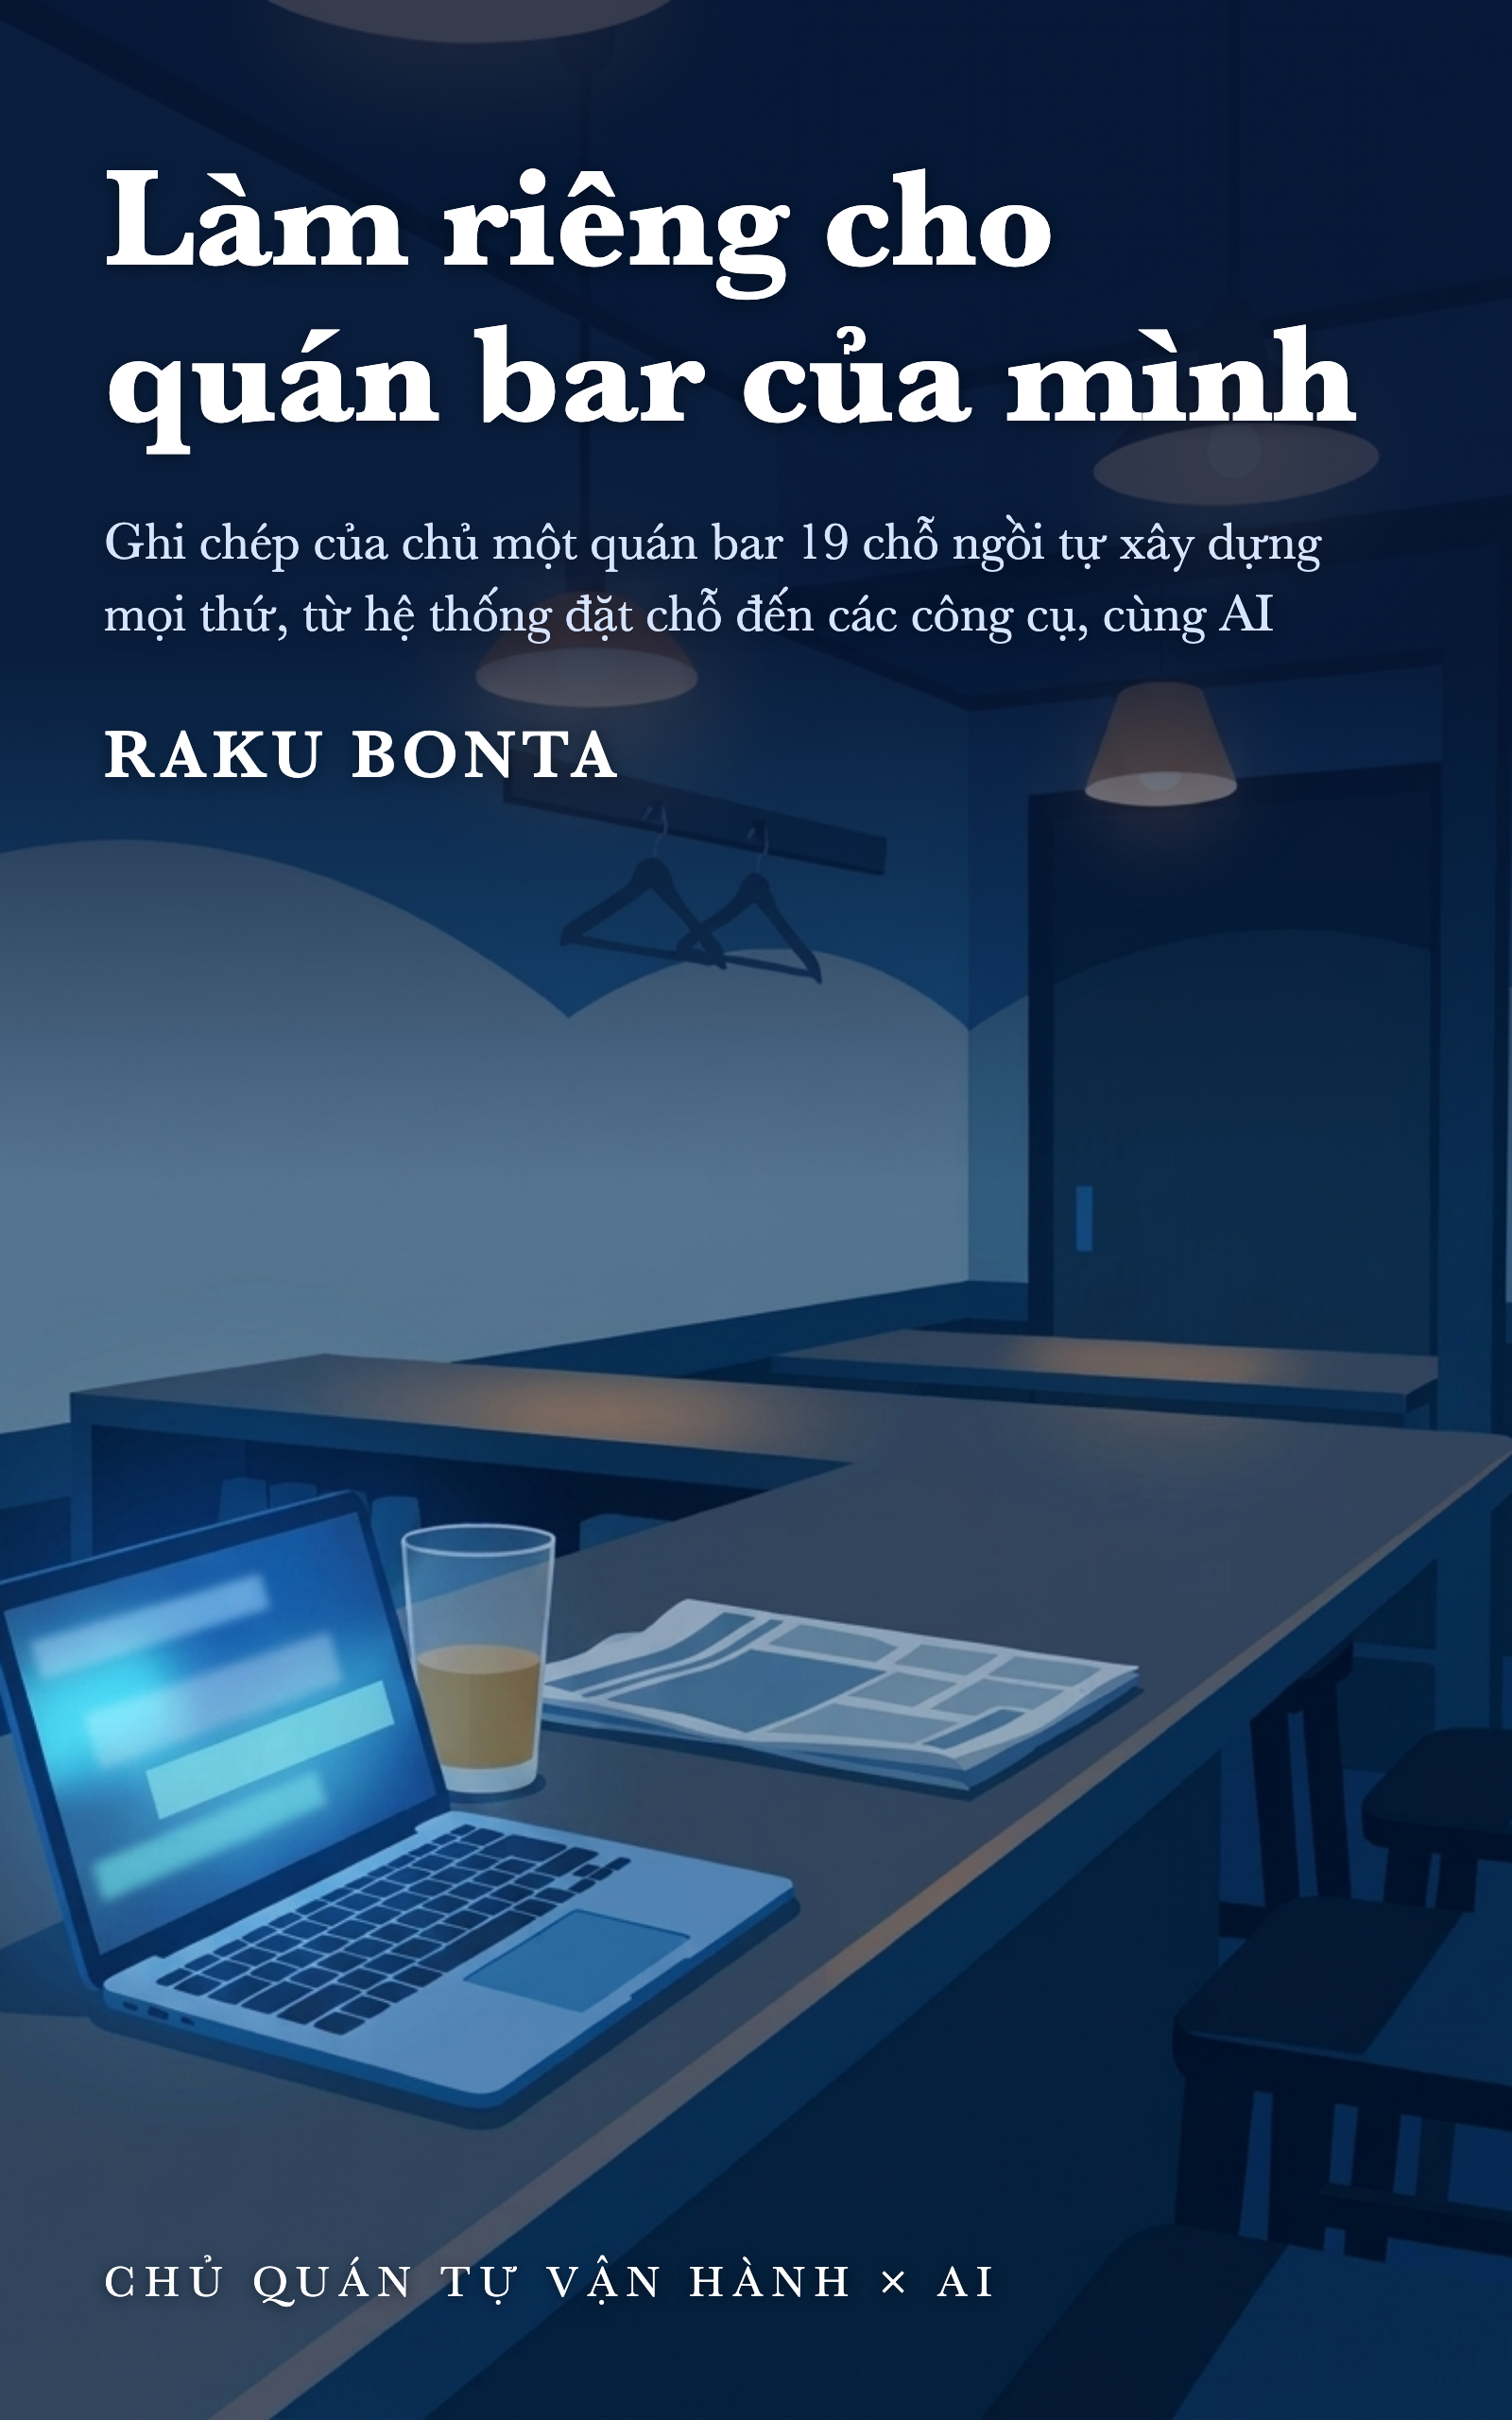 Làm riêng cho
quán bar của mình
Ghi chép của chủ một quán bar 19 chỗ ngồi tự xây dựng
mọi thứ, từ hệ thống đặt chỗ đến các công cụ, cùng AI
RAKU BONTA
CHỦ QUÁN TỰ VẬN HÀNH × AI